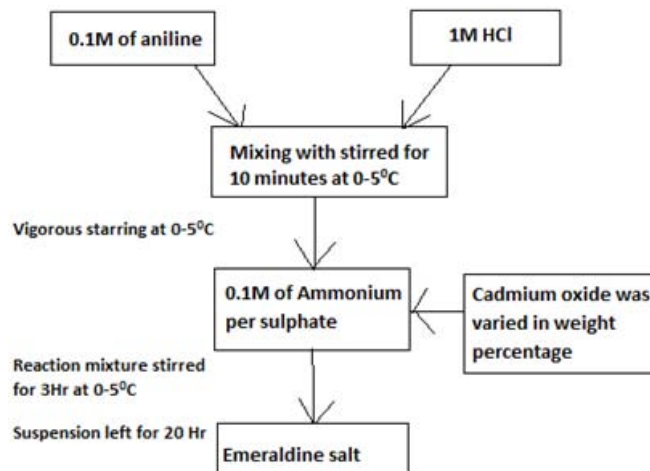 0.1M of aniline
1M HCl
Mixing with stirred for
10 minutes at 0-5⁰C
Vigorous starring at 0-5⁰C
0.1M of Ammonium
per sulphate
Cadmium oxide was
varied in weight
percentage
Reaction mixture stirred
for 3Hr at 0-5⁰C
Suspension left for 20 Hr
Emeraldine salt